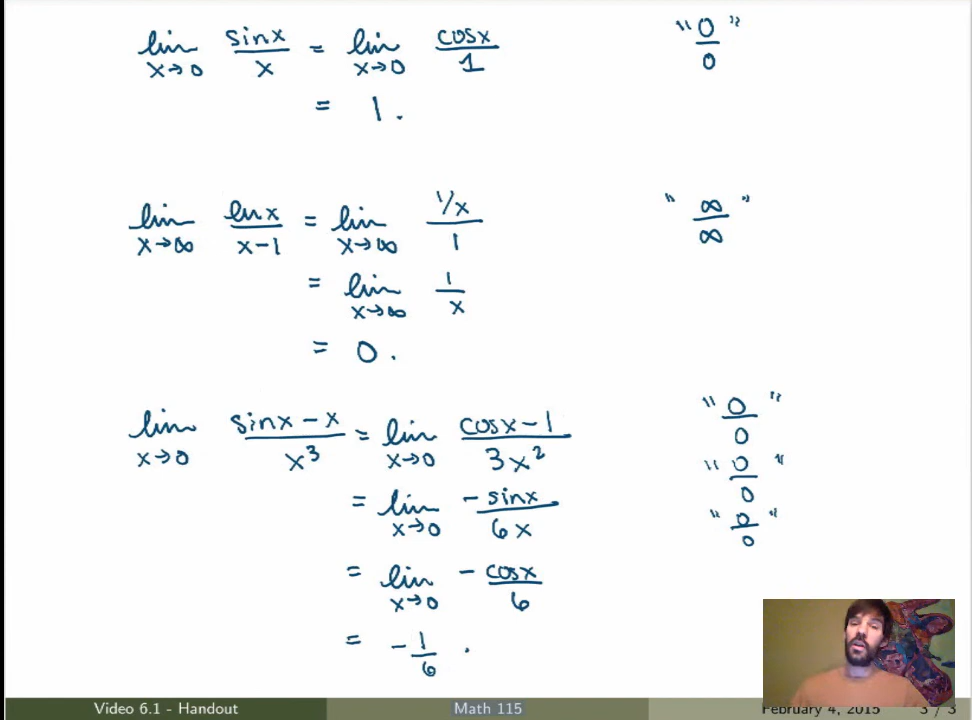 lim x→0 sinx/x = lim x→0 cosx/1 "0/0"
= 1.
lim x→∞ lnx/x-1 = lim x→∞ 1/x/1 "∞/∞"
= lim x→∞ 1/x
= 0.
lim x→0 sinx-x/x³ = lim x→0 cosx-1/3x² "0/0"
= lim x→0 -sinx/6x "0/0"
= lim x→0 -cosx/6 "0/0"
= -1/6.
Video 6.1 - Handout Math 115 February 4, 2015 3 / 3